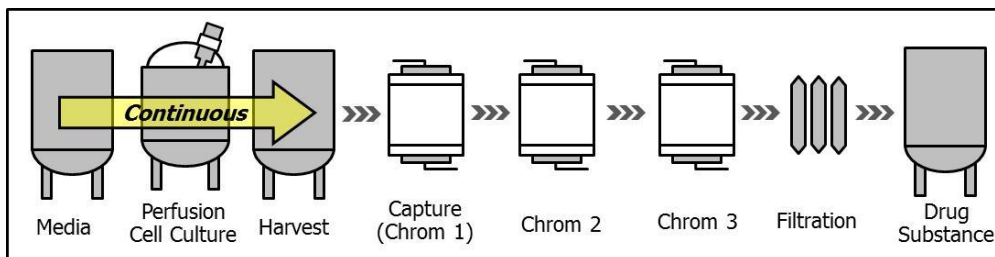 Continuous
Media
Perfusion
Cell Culture
Harvest
Capture
(Chrom 1)
Chrom 2
Chrom 3
Filtration
Drug
Substance